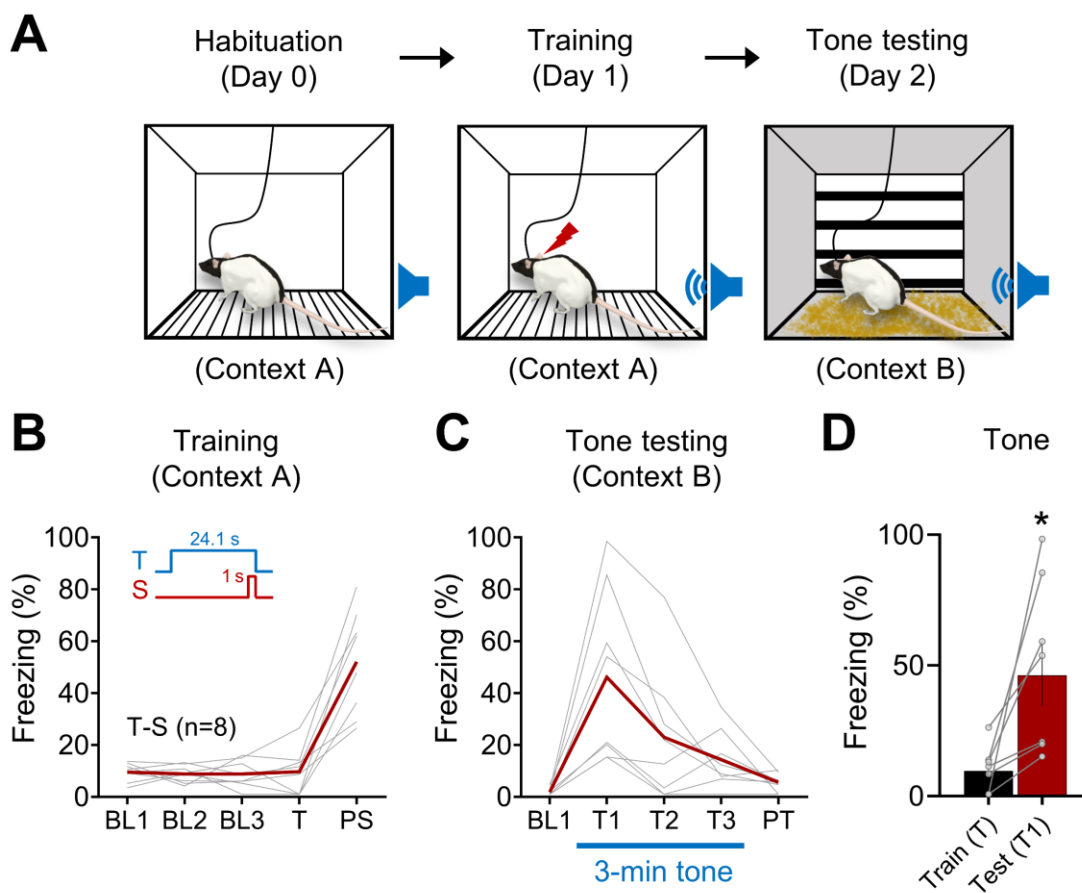 A
Habituation
(Day 0)
Training
(Day 1)
Tone testing
(Day 2)
(Context A)
(Context A)
(Context B)
B
Training
(Context A)
Freezing (%)
100
80
60
40
20
0
T
24.1 s
S
1 s
T-S (n=8)
BL1 BL2 BL3 T PS
C
Tone testing
(Context B)
Freezing (%)
100
80
60
40
20
0
BL1 T1 T2 T3 PT
3-min tone
D
Tone
Freezing (%)
100
50
0
*
Train (T)
Test (T1)